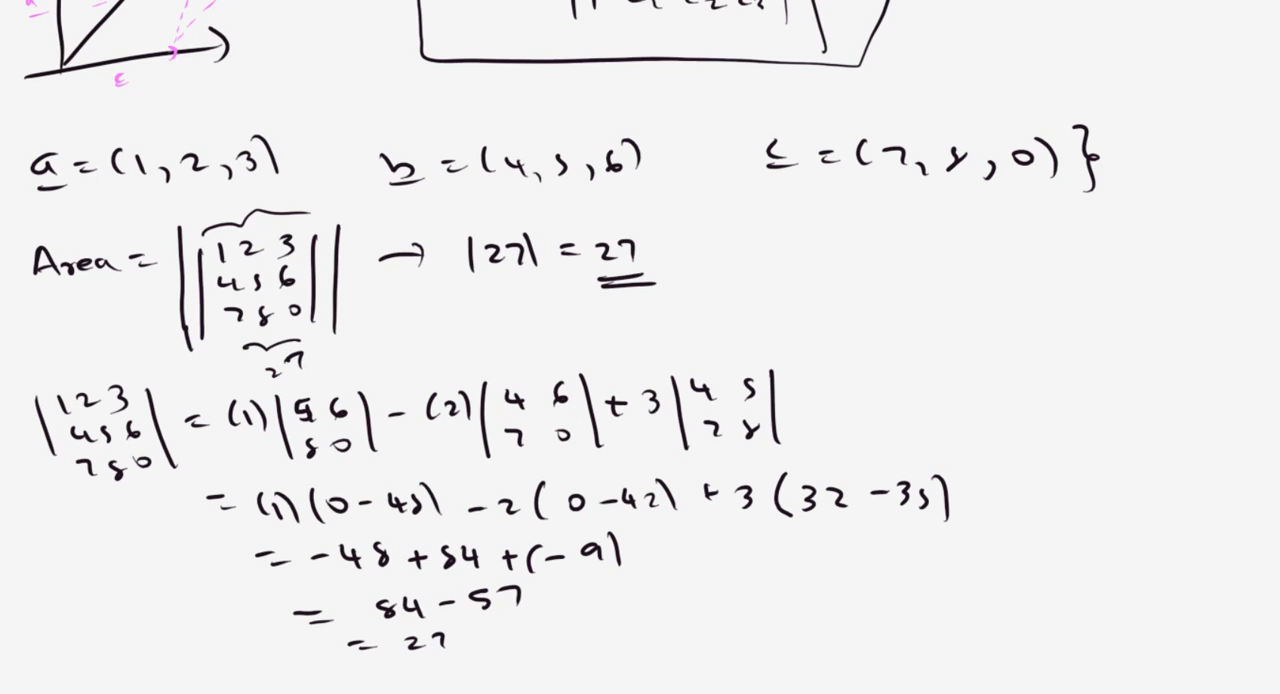 a
c
a = (1, 2, 3) b = (4, 5, 6) c = (7, 8, 0) }
Area = || 1 2 3 | 4 5 6 | 7 8 0 || → |27| = 27
27
| 1 2 3 | 4 5 6 | 7 8 0 | = (1) | 5 6 | 8 0 | - (2) | 4 6 | 7 0 | + 3 | 4 5 | 7 8 |
= (1)(0 - 48) - 2(0 - 42) + 3(32 - 35)
= -48 + 84 + (-9)
= 84 - 57
= 27